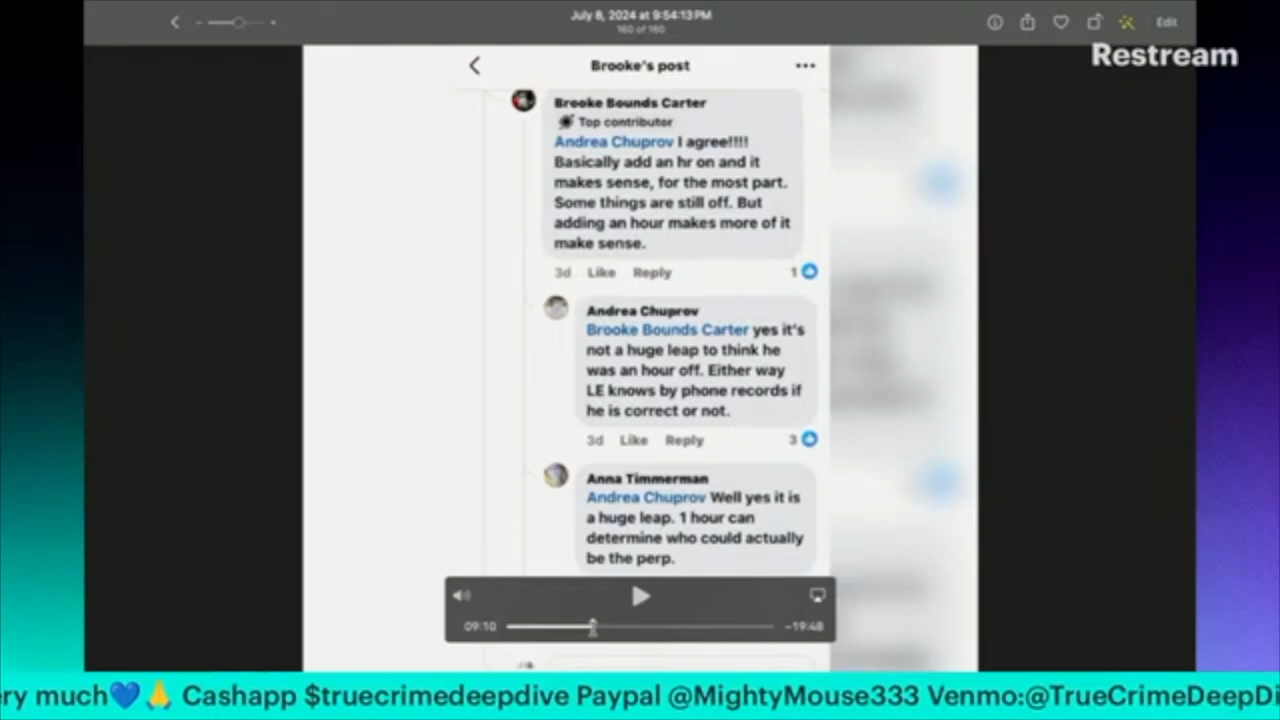 July 8, 2024 at 9:54:13 PM
160 of 160
Edit
Restream
Brooke's post
Brooke Bounds Carter
Top contributor
Andrea Chuprov I agree!!!!
Basically add an hr on and it
makes sense, for the most part.
Some things are still off. But
adding an hour makes more of it
make sense.
3d Like Reply 1
Andrea Chuprov
Brooke Bounds Carter yes it's
not a huge leap to think he
was an hour off. Either way
LE knows by phone records if
he is correct or not.
3d Like Reply 3
Anna Timmerman
Andrea Chuprov Well yes it is
a huge leap. 1 hour can
determine who could actually
be the perp.
09:10 -19:48
ery much💙🙏 Cashapp $truecrimedeepdive Paypal @MightyMouse333 Venmo:@TrueCrimeDeepDi